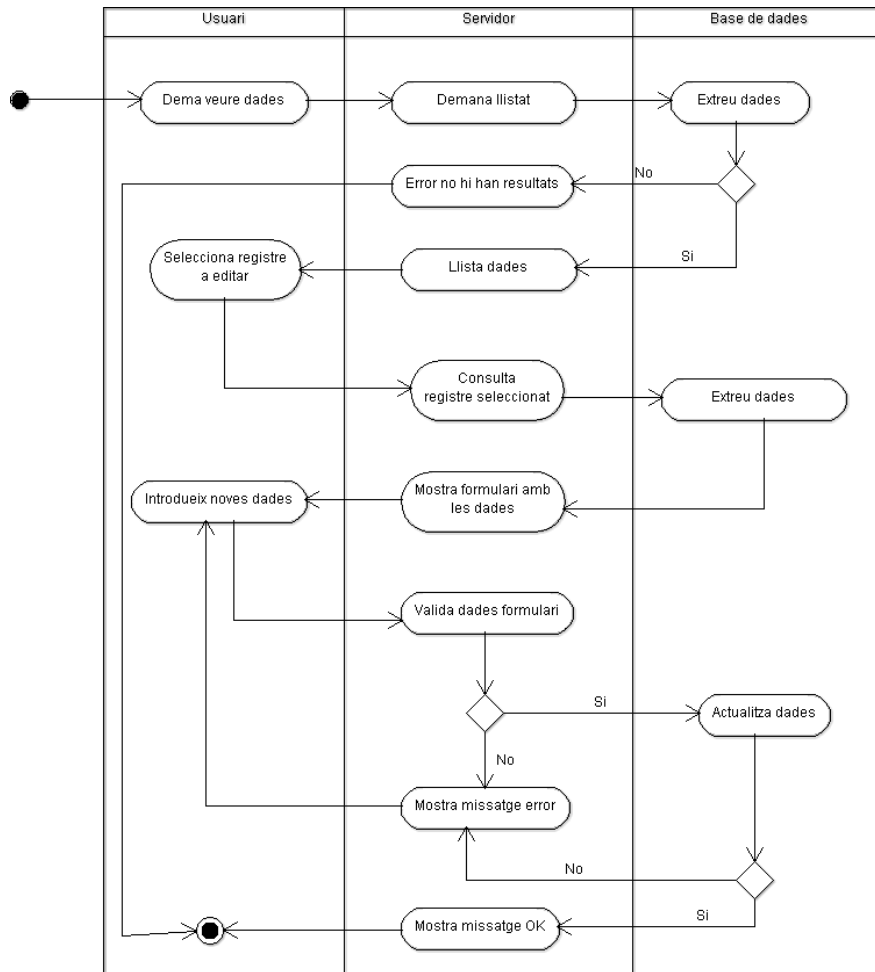 Usuari
Servidor
Base de dades
Dema veure dades
Demana llistat
Extreu dades
Error no hi han resultats
No
Selecciona registre
a editar
Llista dades
Si
Consulta
registre seleccionat
Extreu dades
Introdueix noves dades
Mostra formulari amb
les dades
Valida dades formulari
Si
Actualitza dades
No
Mostra missatge error
No
Mostra missatge OK
Si